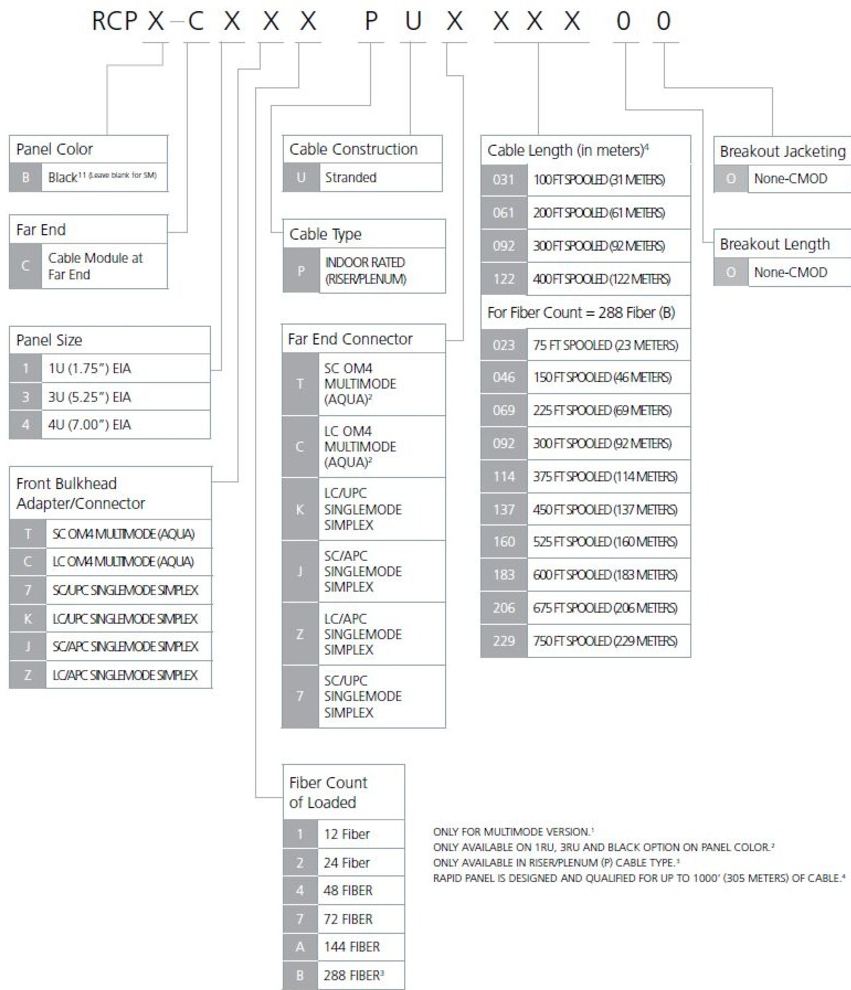 RCP X - C X X X P U X X X X 0 0
Panel Color
B Black¹¹ (Leave blank for SM)
Far End
C Cable Module at
Far End
Panel Size
1 1U (1.75”) EIA
3 3U (5.25”) EIA
4 4U (7.00”) EIA
Front Bulkhead
Adapter/Connector
T SC OM4 MULTIMODE (AQUA)
C LC OM4 MULTIMODE (AQUA)
7 SC/UPC SINGLEMODE SIMPLEX
K LC/UPC SINGLEMODE SIMPLEX
J SC/APC SINGLEMODE SIMPLEX
Z LC/APC SINGLEMODE SIMPLEX
Cable Construction
U Stranded
Cable Type
P INDOOR RATED
(RISER/PLENUM)
Far End Connector
T SC OM4
MULTIMODE
(AQUA)²
C LC OM4
MULTIMODE
(AQUA)²
K LC/UPC
SINGLEMODE
SIMPLEX
J SC/APC
SINGLEMODE
SIMPLEX
Z LC/APC
SINGLEMODE
SIMPLEX
7 SC/UPC
SINGLEMODE
SIMPLEX
Fiber Count
of Loaded
1 12 Fiber
2 24 Fiber
4 48 FIBER
7 72 FIBER
A 144 FIBER
B 288 FIBER³
Cable Length (in meters)⁴
031 100 FT SPOOLED (31 METERS)
061 200 FT SPOOLED (61 METERS)
092 300 FT SPOOLED (92 METERS)
122 400 FT SPOOLED (122 METERS)
For Fiber Count = 288 Fiber (B)
023 75 FT SPOOLED (23 METERS)
046 150 FT SPOOLED (46 METERS)
069 225 FT SPOOLED (69 METERS)
092 300 FT SPOOLED (92 METERS)
114 375 FT SPOOLED (114 METERS)
137 450 FT SPOOLED (137 METERS)
160 525 FT SPOOLED (160 METERS)
183 600 FT SPOOLED (183 METERS)
206 675 FT SPOOLED (206 METERS)
229 750 FT SPOOLED (229 METERS)
Breakout Jacketing
O None-CMOD
Breakout Length
O None-CMOD
ONLY FOR MULTIMODE VERSION.¹
ONLY AVAILABLE ON 1RU, 3RU AND BLACK OPTION ON PANEL COLOR.²
ONLY AVAILABLE IN RISER/PLENUM (P) CABLE TYPE.³
RAPID PANEL IS DESIGNED AND QUALIFIED FOR UP TO 1000’ (305 METERS) OF CABLE.⁴